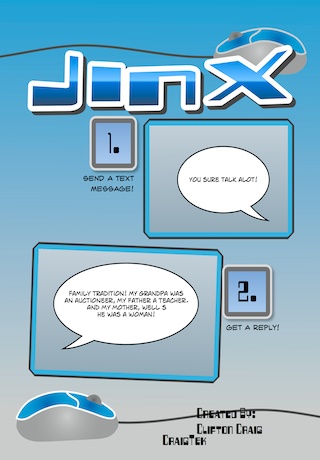 JINX
1.
SEND A TEXT
MESSAGE!
YOU SURE TALK ALOT!
FAMILY TRADITION! MY GRANDPA WAS
AN AUCTIONEER, MY FATHER A TEACHER.
AND MY MOTHER, WELL S
HE WAS A WOMAN!
2.
GET A REPLY!
Created By:
Clifton Craig
CraigTek